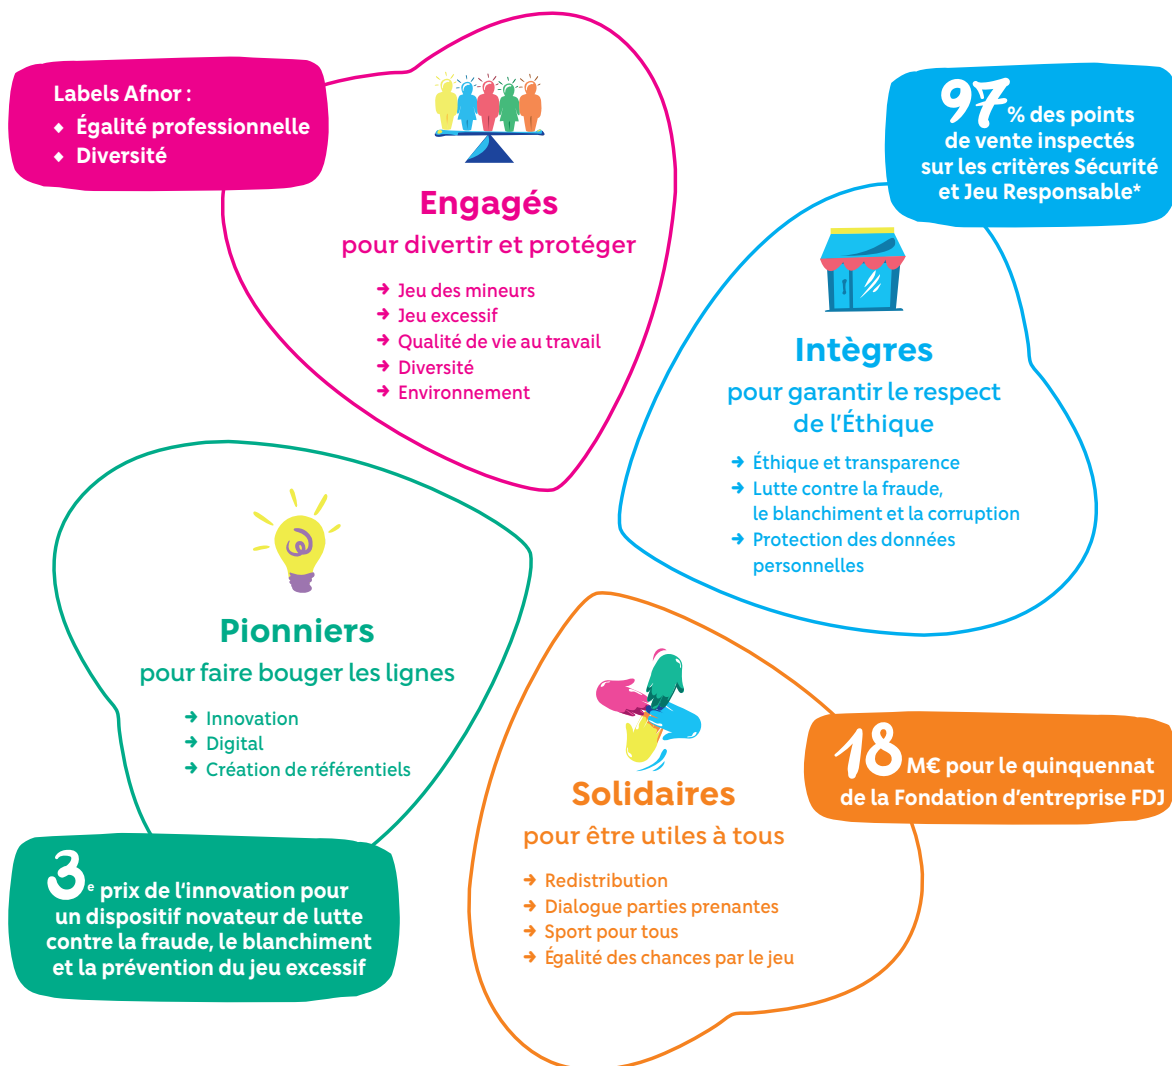 Labels Afnor :
◆ Égalité professionnelle
◆ Diversité
Engagés
pour divertir et protéger
→ Jeu des mineurs
→ Jeu excessif
→ Qualité de vie au travail
→ Diversité
→ Environnement
97 % des points
de vente inspectés
sur les critères Sécurité
et Jeu Responsable*
Intègres
pour garantir le respect
de l'Éthique
→ Éthique et transparence
→ Lutte contre la fraude,
le blanchiment et la corruption
→ Protection des données
personnelles
Pionniers
pour faire bouger les lignes
→ Innovation
→ Digital
→ Création de référentiels
3e prix de l'innovation pour
un dispositif novateur de lutte
contre la fraude, le blanchiment
et la prévention du jeu excessif
Solidaires
pour être utiles à tous
→ Redistribution
→ Dialogue parties prenantes
→ Sport pour tous
→ Égalité des chances par le jeu
18 M€ pour le quinquennat
de la Fondation d'entreprise FDJ